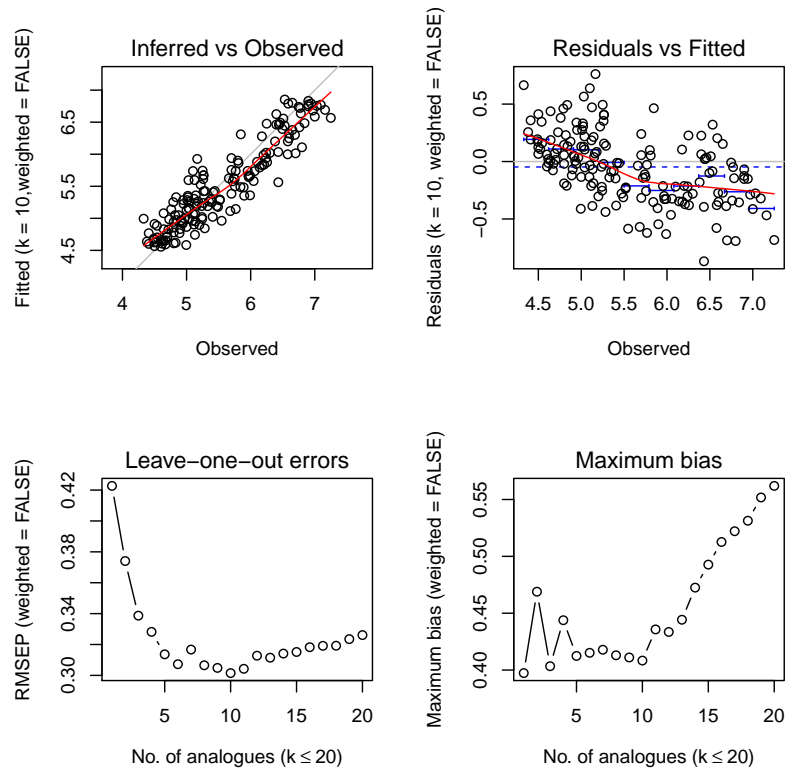 Inferred vs Observed
Fitted (k = 10,weighted = FALSE)
4.5
5.5
6.5
4 5 6 7
Observed
Residuals vs Fitted
Residuals (k = 10, weighted = FALSE)
−0.5
0.0
0.5
4.5 5.0 5.5 6.0 6.5 7.0
Observed
Leave−one−out errors
RMSEP (weighted = FALSE)
0.30
0.34
0.38
0.42
5 10 15 20
No. of analogues (k ≤ 20)
Maximum bias
Maximum bias (weighted = FALSE)
0.40
0.45
0.50
0.55
5 10 15 20
No. of analogues (k ≤ 20)